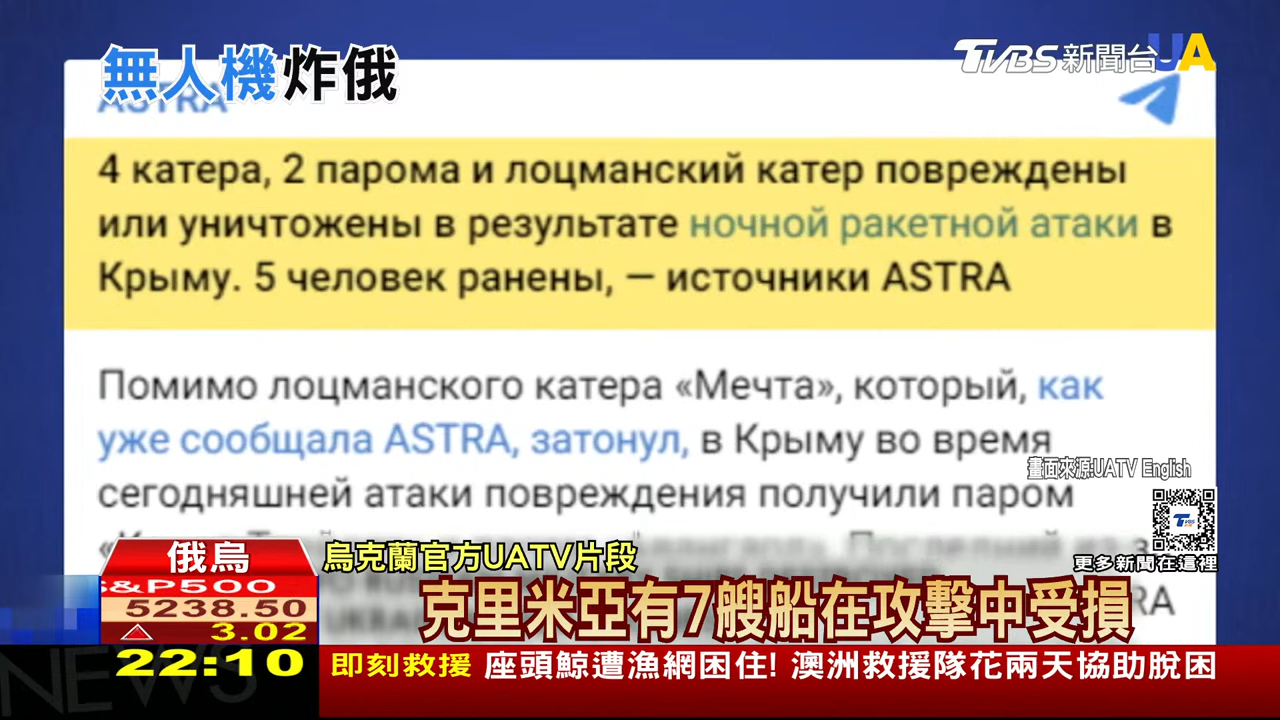 無人機炸俄
TVBS新聞台
UA
ASTRA
4 катера, 2 парома и лоцманский катер повреждены
или уничтожены в результате ночной ракетной атаки в
Крыму. 5 человек ранены, — источники ASTRA
Помимо лоцманского катера «Мечта», который, как
уже сообщала ASTRA, затонул, в Крыму во время
сегодняшней атаки повреждения получили паром
畫面來源:UATV English
TVBS
更多新聞在這裡
俄烏
烏克蘭官方UATV片段
S&P500
5238.50
3.02
克里米亞有7艘船在攻擊中受損
NEWS
22:10
即刻救援 座頭鯨遭漁網困住! 澳洲救援隊花兩天協助脫困